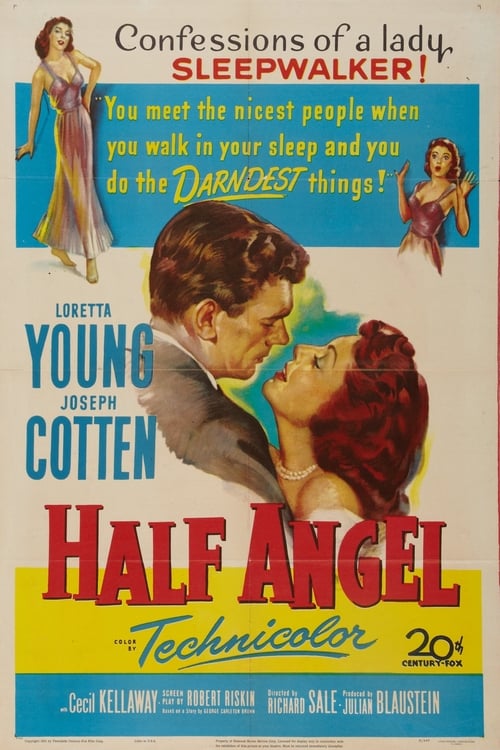 Confessions of a lady
SLEEPWALKER!
"You meet the nicest people when
you walk in your sleep and you
do the DARNDEST things!"
LORETTA
YOUNG
JOSEPH
COTTEN
HALF ANGEL
COLOR BY Technicolor
20th
CENTURY-FOX
with Cecil KELLAWAY
SCREEN PLAY BY ROBERT RISKIN
Based on a Story by GEORGE CARLETON BROWN
Directed by RICHARD SALE
Produced by JULIAN BLAUSTEIN